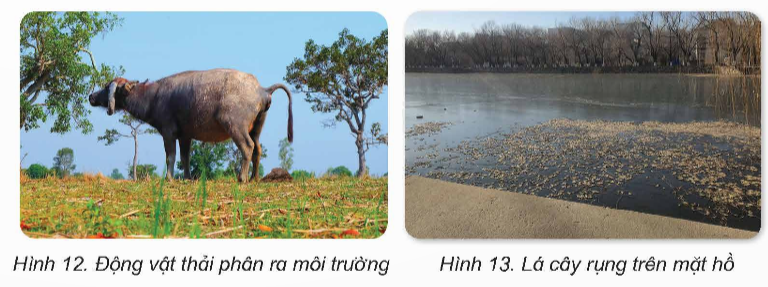 Hình 12. Động vật thải phân ra môi trường
Hình 13. Lá cây rụng trên mặt hồ